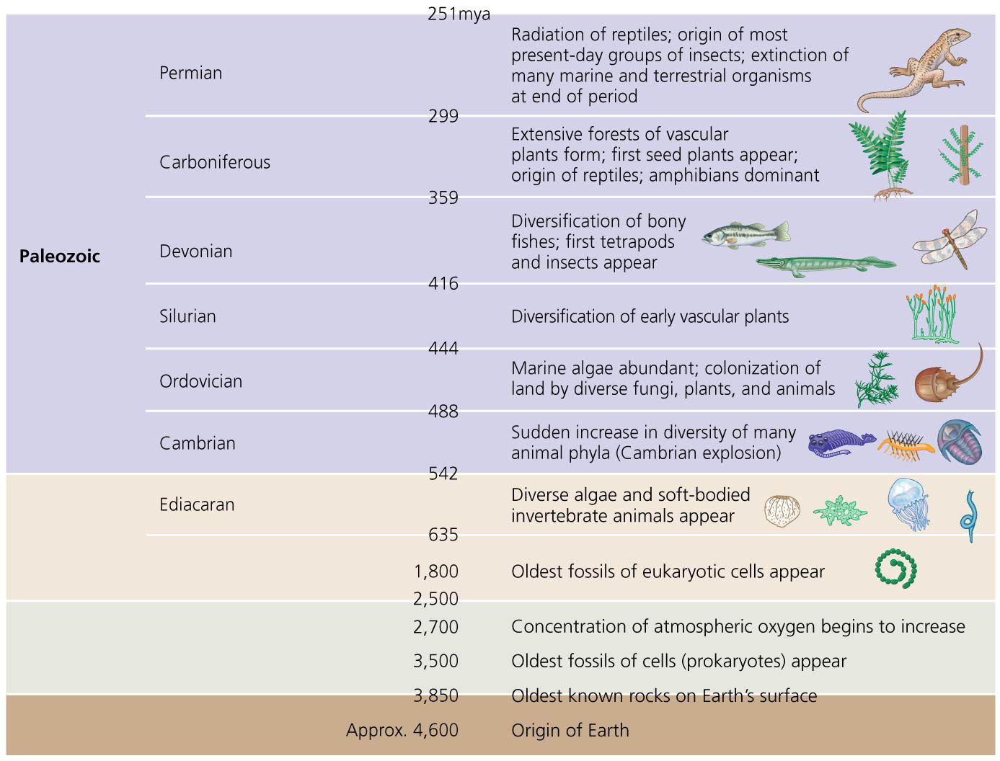 251mya
Permian
Radiation of reptiles; origin of most
present-day groups of insects; extinction of
many marine and terrestrial organisms
at end of period
299
Carboniferous
Extensive forests of vascular
plants form; first seed plants appear;
origin of reptiles; amphibians dominant
359
Paleozoic
Devonian
Diversification of bony
fishes; first tetrapods
and insects appear
416
Silurian
Diversification of early vascular plants
444
Ordovician
Marine algae abundant; colonization of
land by diverse fungi, plants, and animals
488
Cambrian
Sudden increase in diversity of many
animal phyla (Cambrian explosion)
542
Ediacaran
Diverse algae and soft-bodied
invertebrate animals appear
635
1,800 Oldest fossils of eukaryotic cells appear
2,500
2,700 Concentration of atmospheric oxygen begins to increase
3,500 Oldest fossils of cells (prokaryotes) appear
3,850 Oldest known rocks on Earth’s surface
Approx. 4,600 Origin of Earth